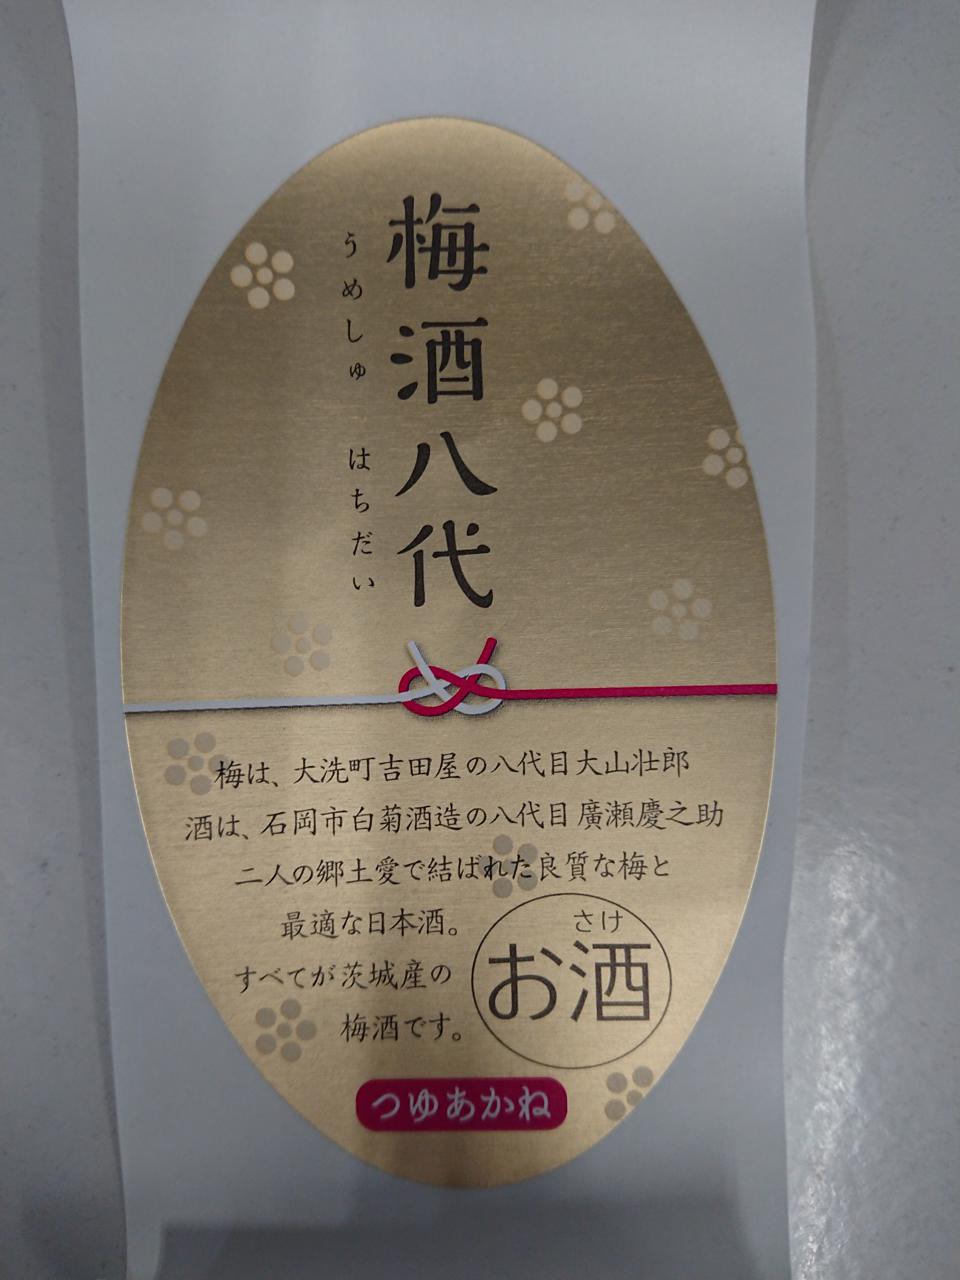 梅酒八代
うめしゅ はちだい
梅は、大洗町吉田屋の八代目大山壮郎
酒は、石岡市白菊酒造の八代目廣瀬慶之助
二人の郷土愛で結ばれた良質な梅と
最適な日本酒。
すべてが茨城産の
梅酒です。
さけ
お酒
つゆあかね